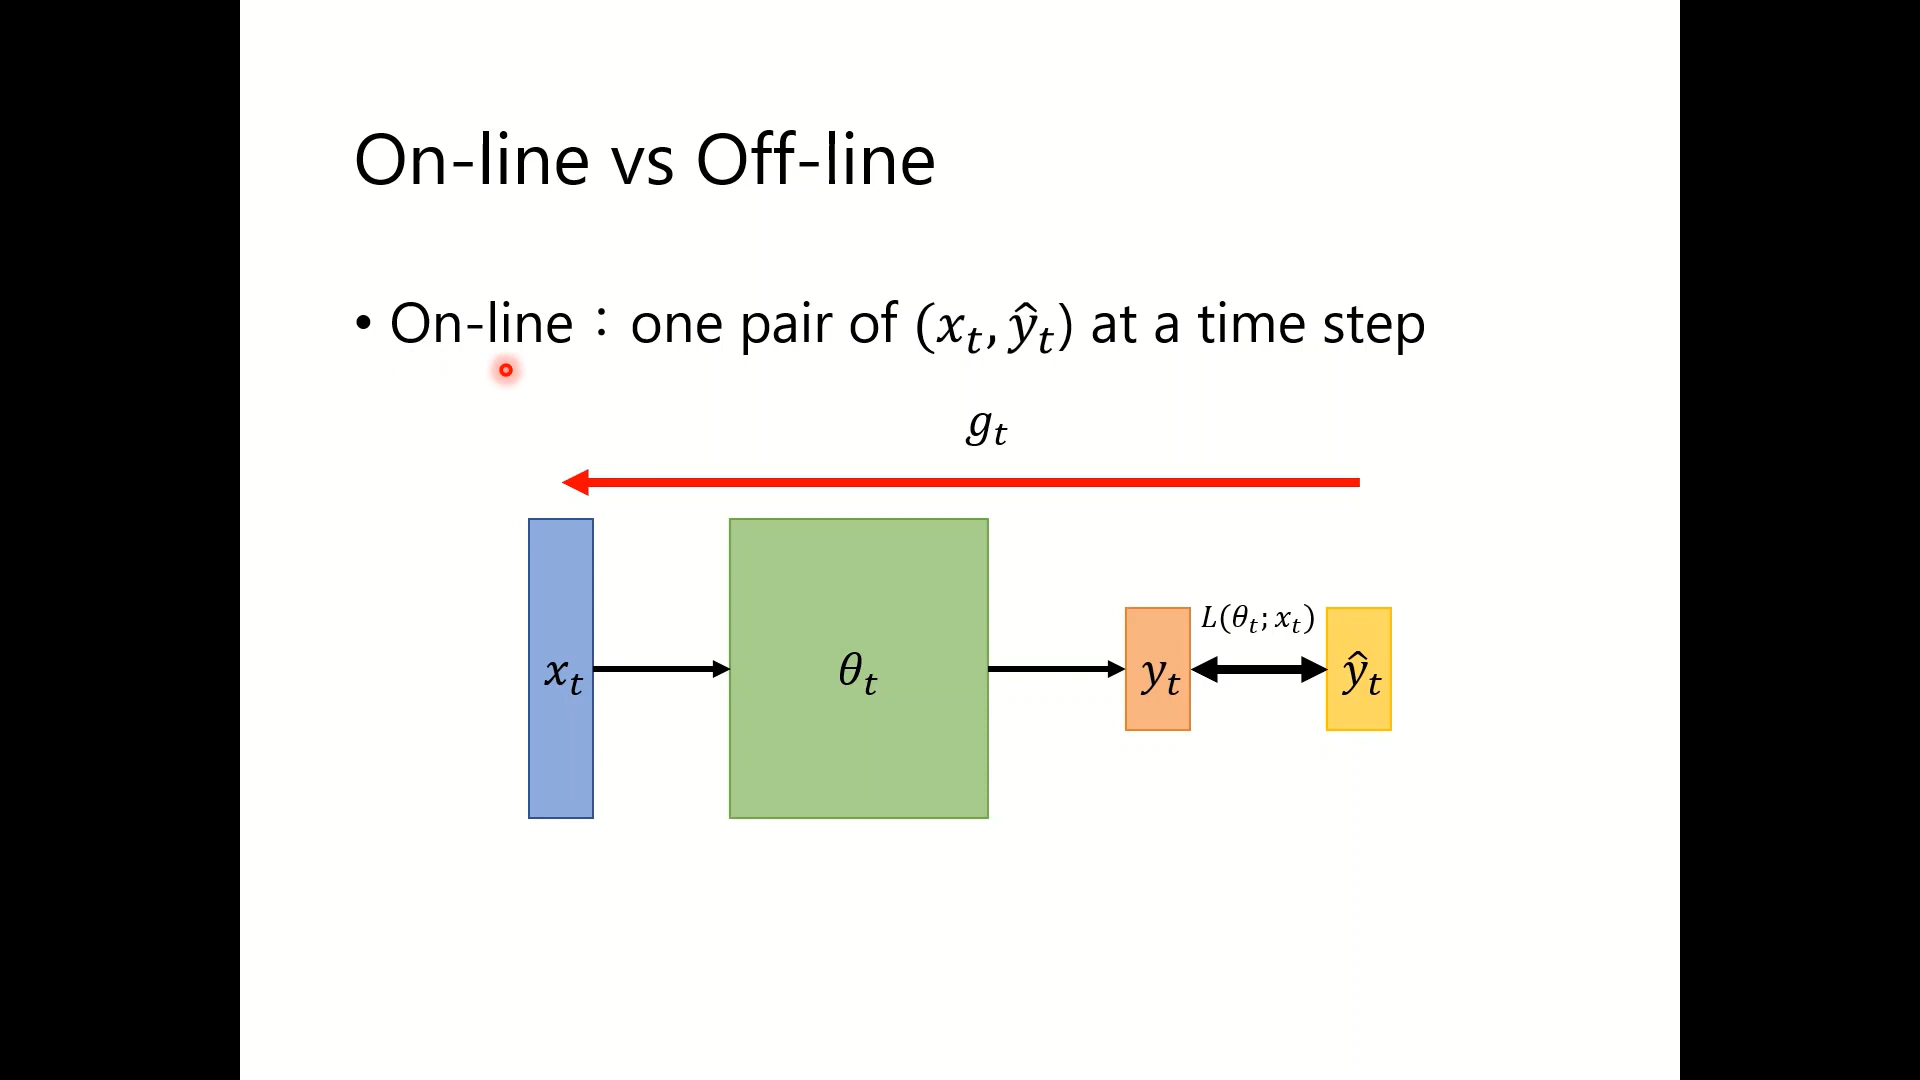 On-line vs Off-line
• On-line：one pair of (x_t, ŷ_t) at a time step
g_t
L(θ_t; x_t)
x_t
θ_t
y_t
ŷ_t